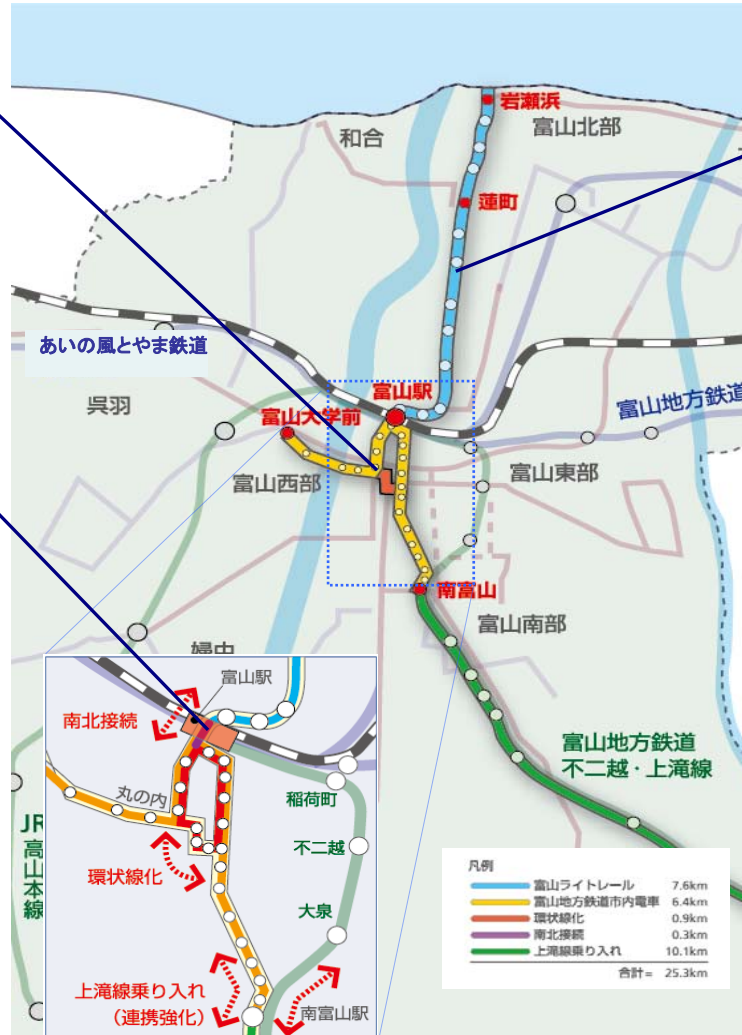 岩瀬浜
富山北部
和合
蓮町
あいの風とやま鉄道
富山駅
呉羽
富山大学前
富山地方鉄道
富山西部
富山東部
南富山
富山南部
婦中
富山地方鉄道
不二越・上滝線
富山駅
南北接続
丸の内
稲荷町
環状線化
不二越
大泉
JR
高山本線
上滝線乗り入れ
(連携強化)
南富山駅
凡例
富山ライトレール 7.6km
富山地方鉄道市内電車 6.4km
環状線化 0.9km
南北接続 0.3km
上滝線乗り入れ 10.1km
合計= 25.3km